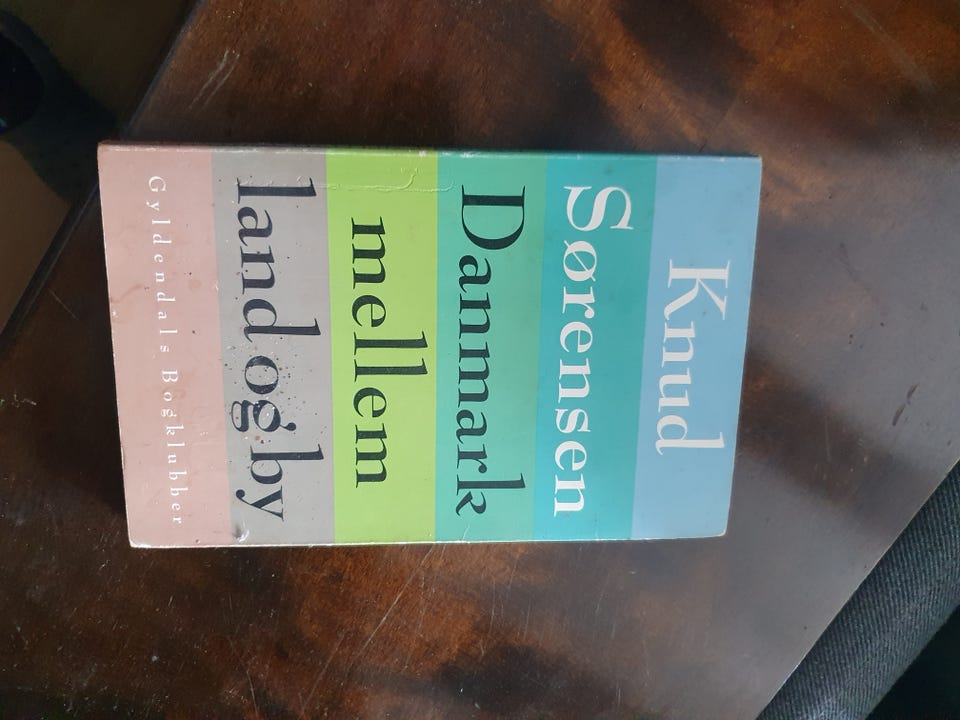 Knud
Sørensen
Danmark
mellem
land og by
Gyldendals Bogklubber